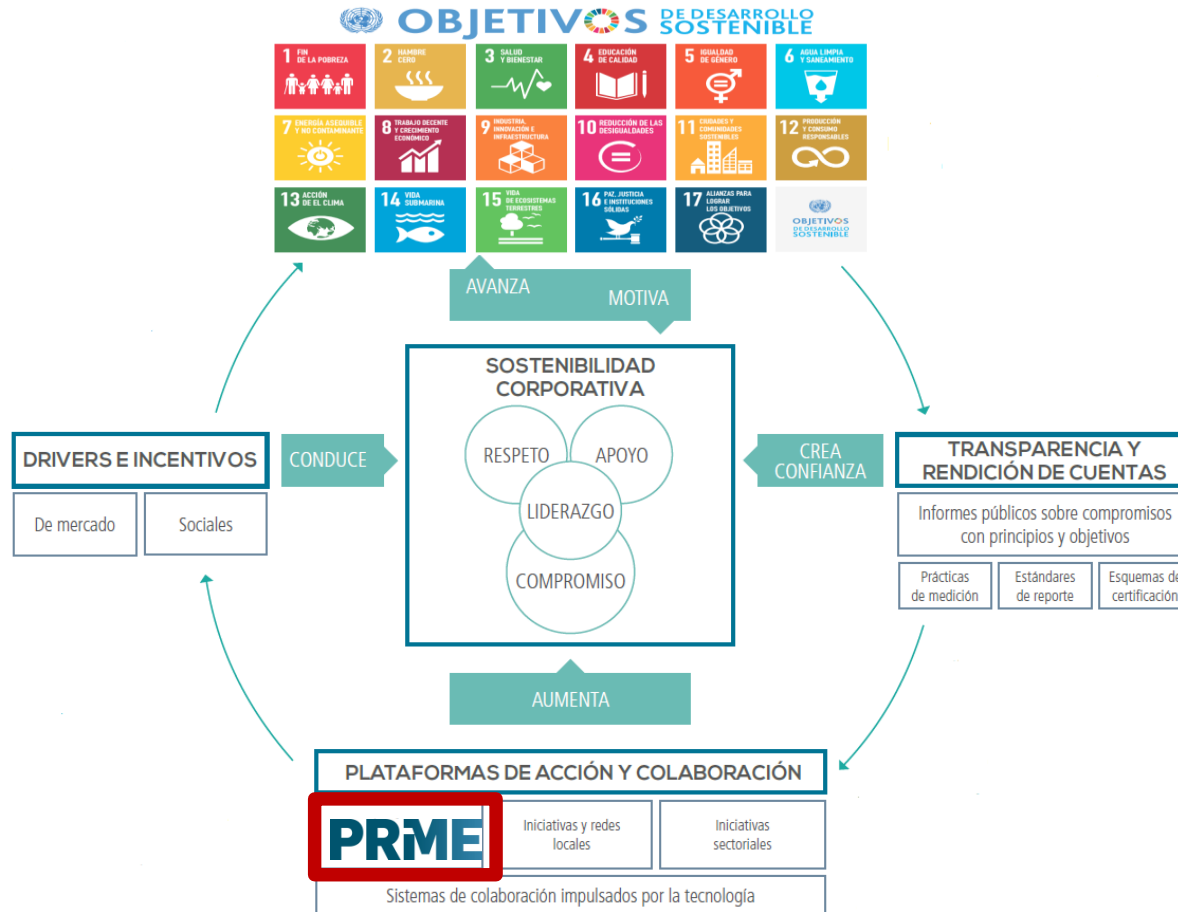 OBJETIVOS DE DESARROLLO
SOSTENIBLE
1 FIN
DE LA POBREZA
2 HAMBRE
CERO
3 SALUD
Y BIENESTAR
4 EDUCACIÓN
DE CALIDAD
5 IGUALDAD
DE GÉNERO
6 AGUA LIMPIA
Y SANEAMIENTO
7 ENERGÍA ASEQUIBLE
Y NO CONTAMINANTE
8 TRABAJO DECENTE
Y CRECIMIENTO
ECONÓMICO
9 INDUSTRIA,
INNOVACIÓN E
INFRAESTRUCTURA
10 REDUCCIÓN DE LAS
DESIGUALDADES
11 CIUDADES Y
COMUNIDADES
SOSTENIBLES
12 PRODUCCIÓN
Y CONSUMO
RESPONSABLES
13 ACCIÓN
DE EL CLIMA
14 VIDA
SUBMARINA
15 VIDA
DE ECOSISTEMAS
TERRESTRES
16 PAZ, JUSTICIA
E INSTITUCIONES
SÓLIDAS
17 ALIANZAS PARA
LOGRAR
LOS OBJETIVOS
OBJETIVOS
DE DESARROLLO
SOSTENIBLE
AVANZA
MOTIVA
SOSTENIBILIDAD
CORPORATIVA
RESPETO
APOYO
LIDERAZGO
COMPROMISO
DRIVERS E INCENTIVOS
De mercado
Sociales
CONDUCE
CREA
CONFIANZA
TRANSPARENCIA Y
RENDICIÓN DE CUENTAS
Informes públicos sobre compromisos
con principios y objetivos
Prácticas
de medición
Estándares
de reporte
Esquemas de
certificación
AUMENTA
PLATAFORMAS DE ACCIÓN Y COLABORACIÓN
PRiME
Iniciativas y redes
locales
Iniciativas
sectoriales
Sistemas de colaboración impulsados por la tecnología